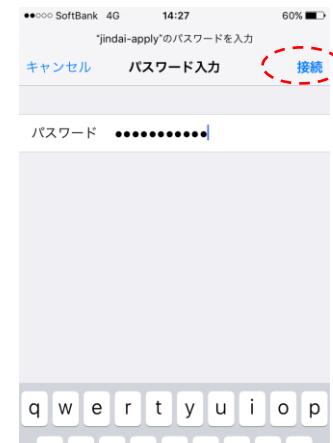 ●●○○○ SoftBank 4G 14:27 60%
"jindai-apply"のパスワードを入力
キャンセル パスワード入力 接続
パスワード ●●●●●●●●●●●
q w e r t y u i o p